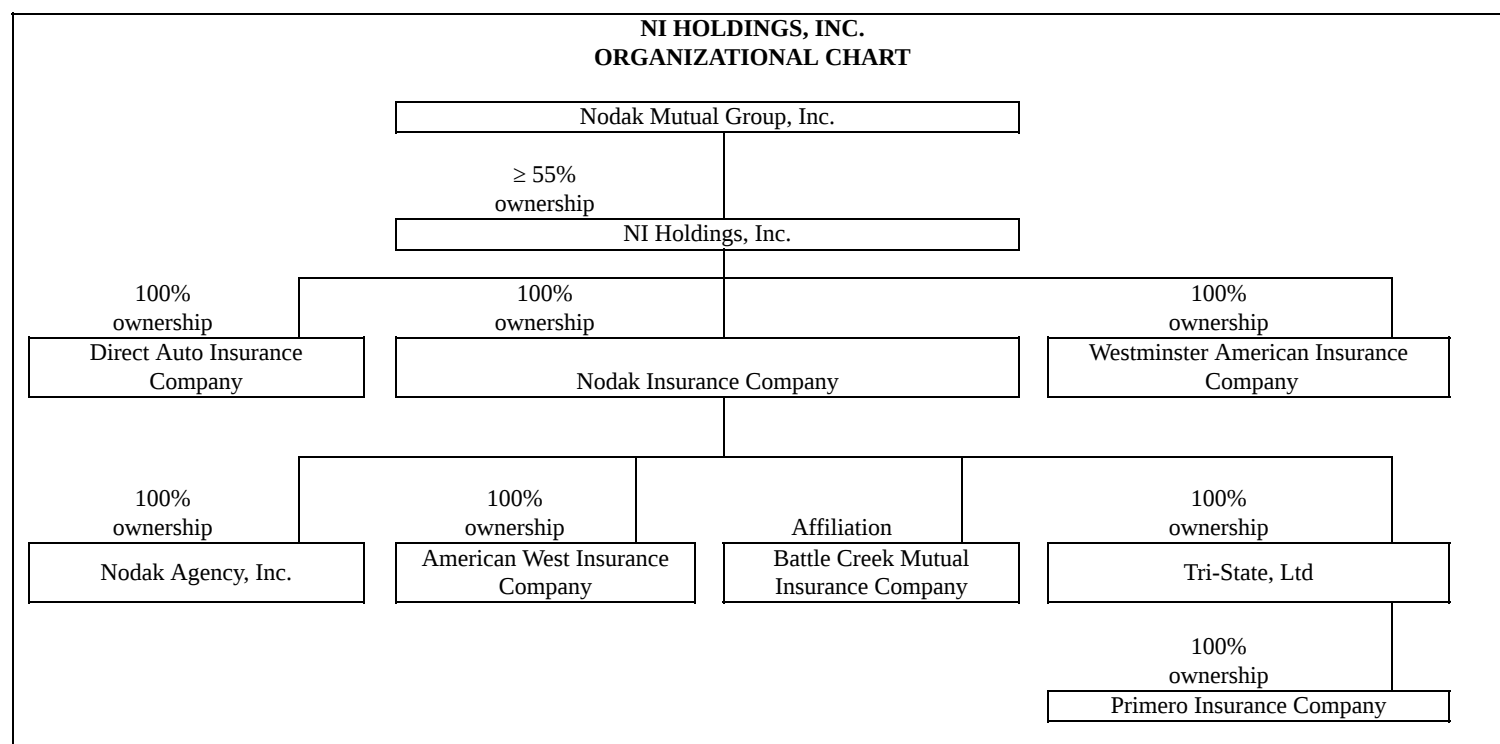 NI HOLDINGS, INC.
ORGANIZATIONAL CHART
Nodak Mutual Group, Inc.
≥ 55%
ownership
NI Holdings, Inc.
100%
ownership
100%
ownership
100%
ownership
Direct Auto Insurance
Company
Nodak Insurance Company
Westminster American Insurance
Company
100%
ownership
100%
ownership
Affiliation
100%
ownership
Nodak Agency, Inc.
American West Insurance
Company
Battle Creek Mutual
Insurance Company
Tri-State, Ltd
100%
ownership
Primero Insurance Company